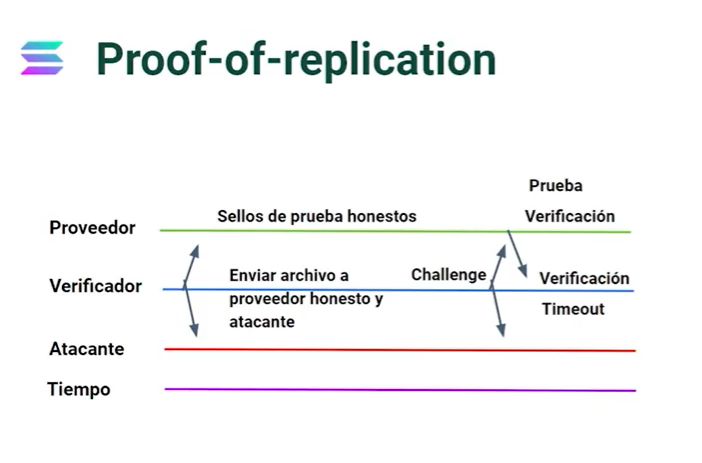 Proof-of-replication
Prueba
Proveedor
Sellos de prueba honestos
Verificación
Verificador
Enviar archivo a
proveedor honesto y
atacante
Challenge
Verificación
Timeout
Atacante
Tiempo